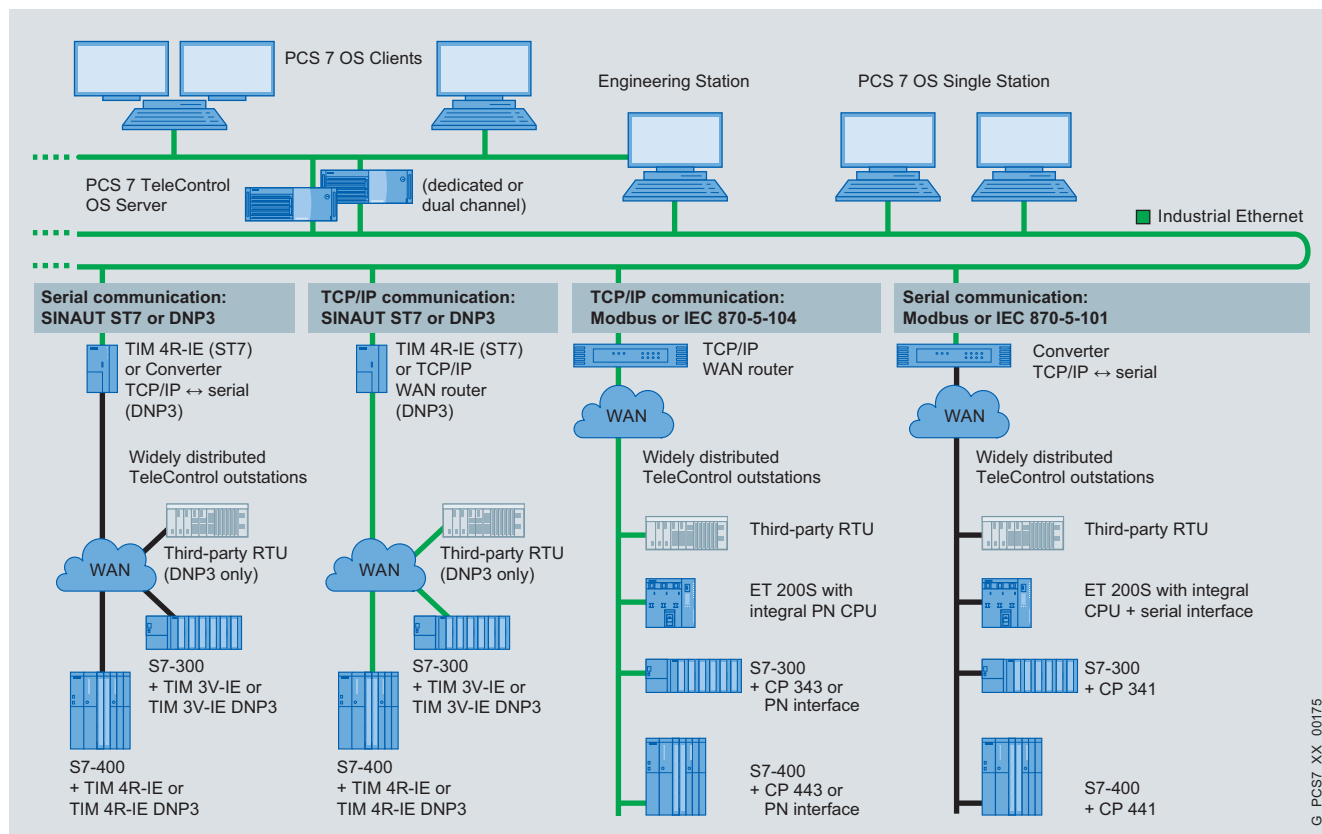 PCS 7 OS Clients
Engineering Station
PCS 7 OS Single Station
PCS 7 TeleControl
OS Server
(dedicated or
dual channel)
Industrial Ethernet
Serial communication:
SINAUT ST7 or DNP3
TIM 4R-IE (ST7)
or Converter
TCP/IP ↔ serial
(DNP3)
Widely distributed
TeleControl outstations
WAN
Third-party RTU
(DNP3 only)
S7-300
+ TIM 3V-IE or
TIM 3V-IE DNP3
S7-400
+ TIM 4R-IE or
TIM 4R-IE DNP3
TCP/IP communication:
SINAUT ST7 or DNP3
TIM 4R-IE (ST7)
or TCP/IP
WAN router
(DNP3)
Widely distributed
TeleControl outstations
WAN
Third-party RTU
(DNP3 only)
S7-300
+ TIM 3V-IE or
TIM 3V-IE DNP3
S7-400
+ TIM 4R-IE or
TIM 4R-IE DNP3
TCP/IP communication:
Modbus or IEC 870-5-104
TCP/IP
WAN router
WAN
Widely distributed
TeleControl outstations
Third-party RTU
ET 200S with
integral PN CPU
S7-300
+ CP 343 or
PN interface
S7-400
+ CP 443 or
PN interface
Serial communication:
Modbus or IEC 870-5-101
Converter
TCP/IP ↔ serial
WAN
Widely distributed
TeleControl outstations
Third-party RTU
ET 200S with integral
CPU + serial interface
S7-300
+ CP 341
S7-400
+ CP 441
G_PCS7_XX_00175